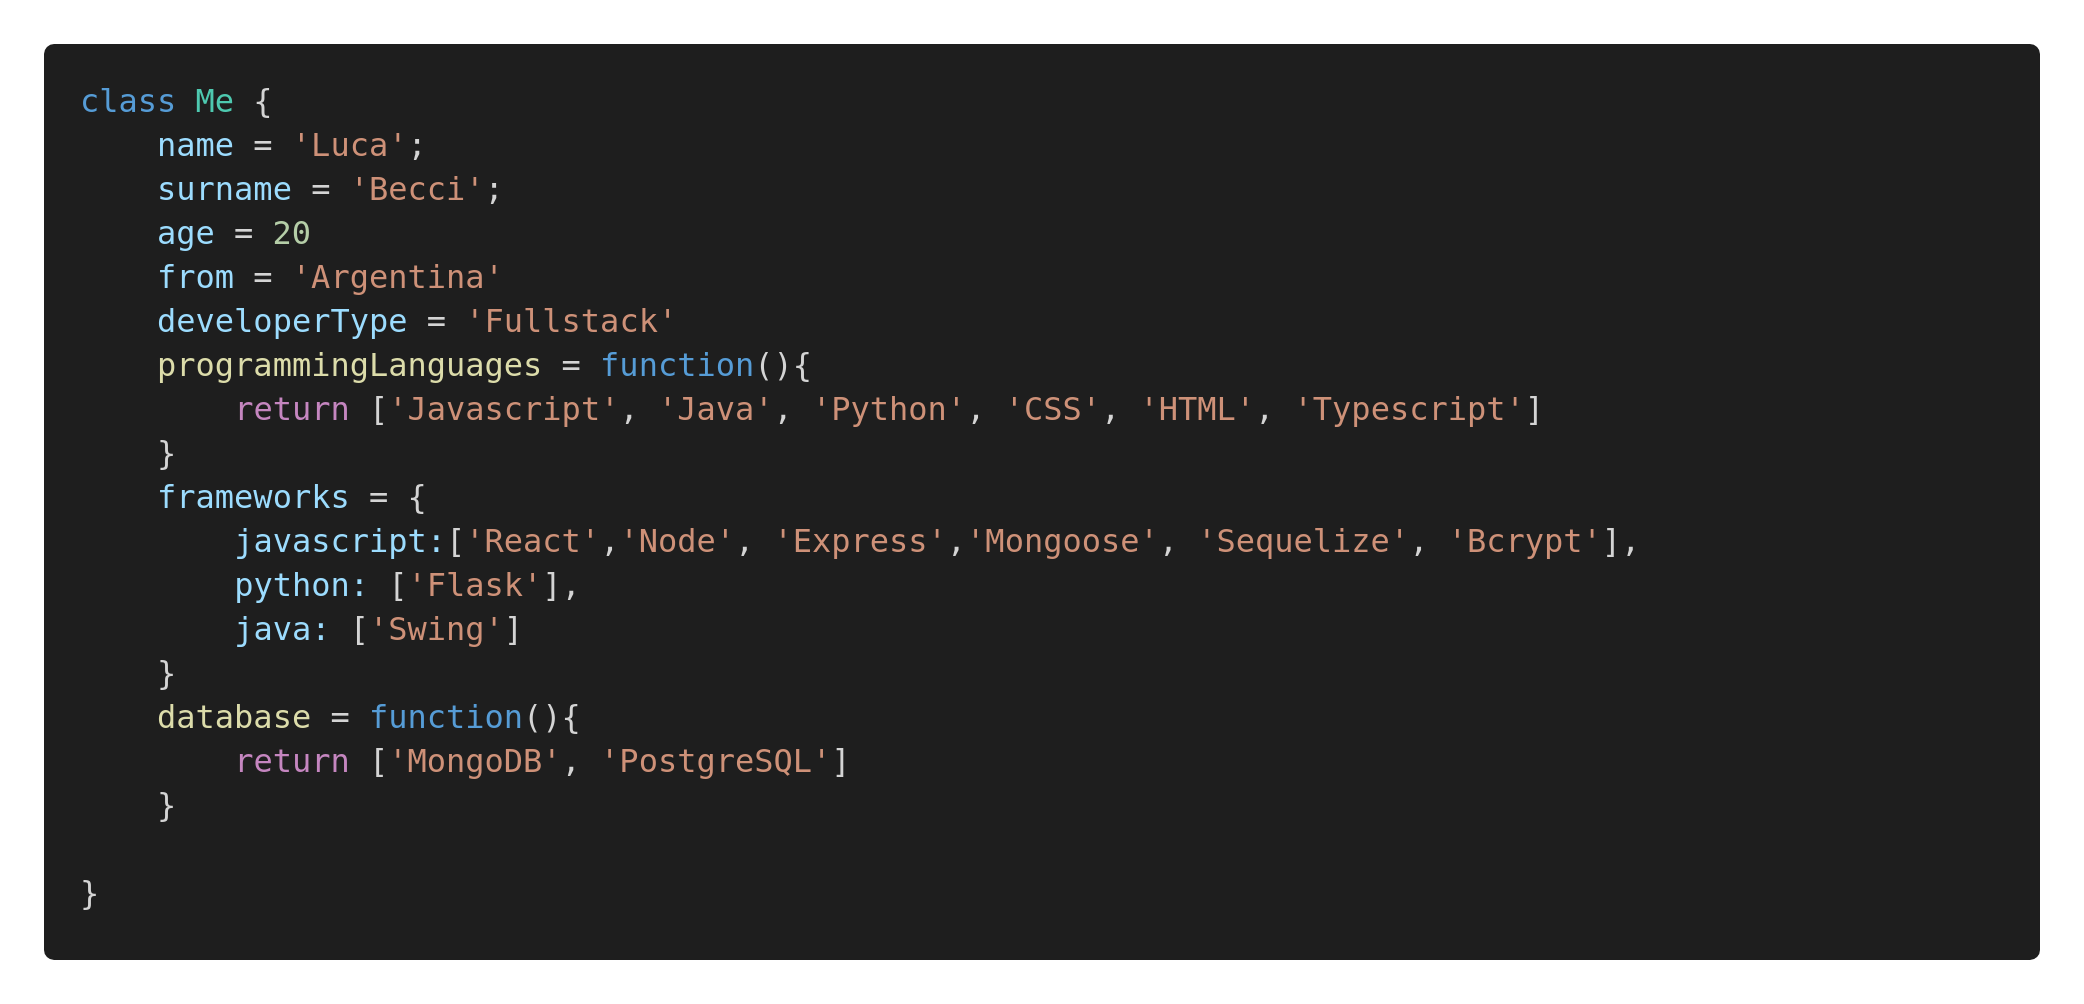 class Me {
    name = 'Luca';
    surname = 'Becci';
    age = 20
    from = 'Argentina'
    developerType = 'Fullstack'
    programmingLanguages = function(){
        return ['Javascript', 'Java', 'Python', 'CSS', 'HTML', 'Typescript']
    }
    frameworks = {
        javascript:['React','Node', 'Express','Mongoose', 'Sequelize', 'Bcrypt'],
        python: ['Flask'],
        java: ['Swing']
    }
    database = function(){
        return ['MongoDB', 'PostgreSQL']
    }

}